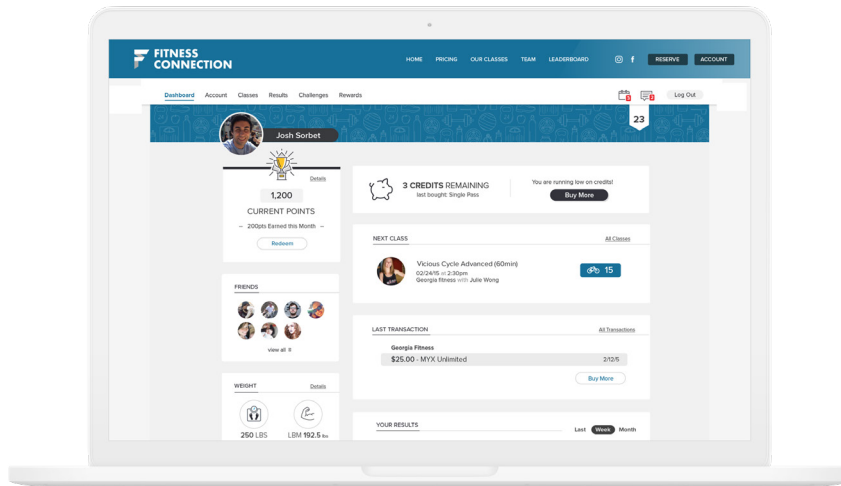 FITNESS
CONNECTION
HOME PRICING OUR CLASSES TEAM LEADERBOARD f RESERVE ACCOUNT
Dashboard Account Classes Results Challenges Rewards Log Out
23
Josh Sorbet
Details
1,200
CURRENT POINTS
– 200pts Earned this Month –
Redeem
3 CREDITS REMAINING
last bought: Single Pass
You are running low on credits!
Buy More
NEXT CLASS All Classes
Vicious Cycle Advanced (60min)
02/24/15 at 2:30pm
Georgia fitness with Julie Wong
15
FRIENDS
view all 8
LAST TRANSACTION All Transactions
Georgia Fitness
$25.00 - MYX Unlimited 2/12/5
Buy More
WEIGHT Details
250 LBS LBM 192.5 lbs
YOUR RESULTS Last Week Month